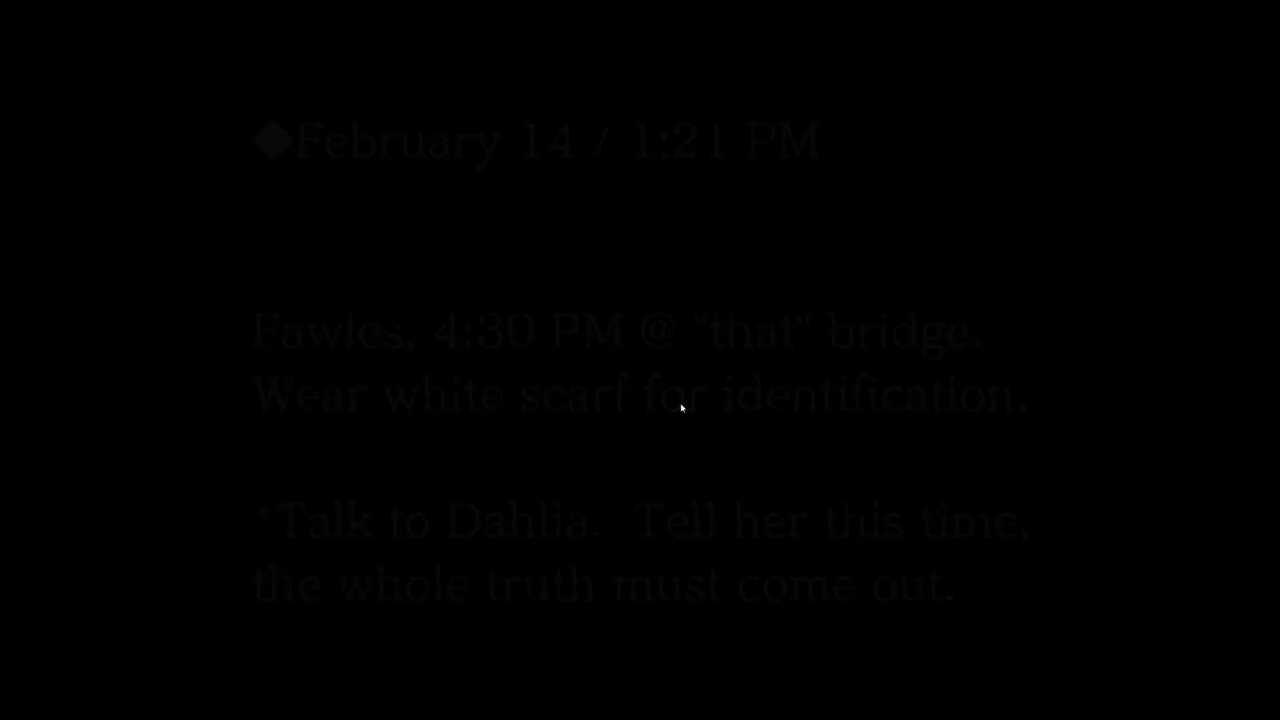 ◆February 14 / 1:21 PM
Fawles, 4:30 PM @ "that" bridge.
Wear white scarf for identification.
*Talk to Dahlia. Tell her this time,
the whole truth must come out.